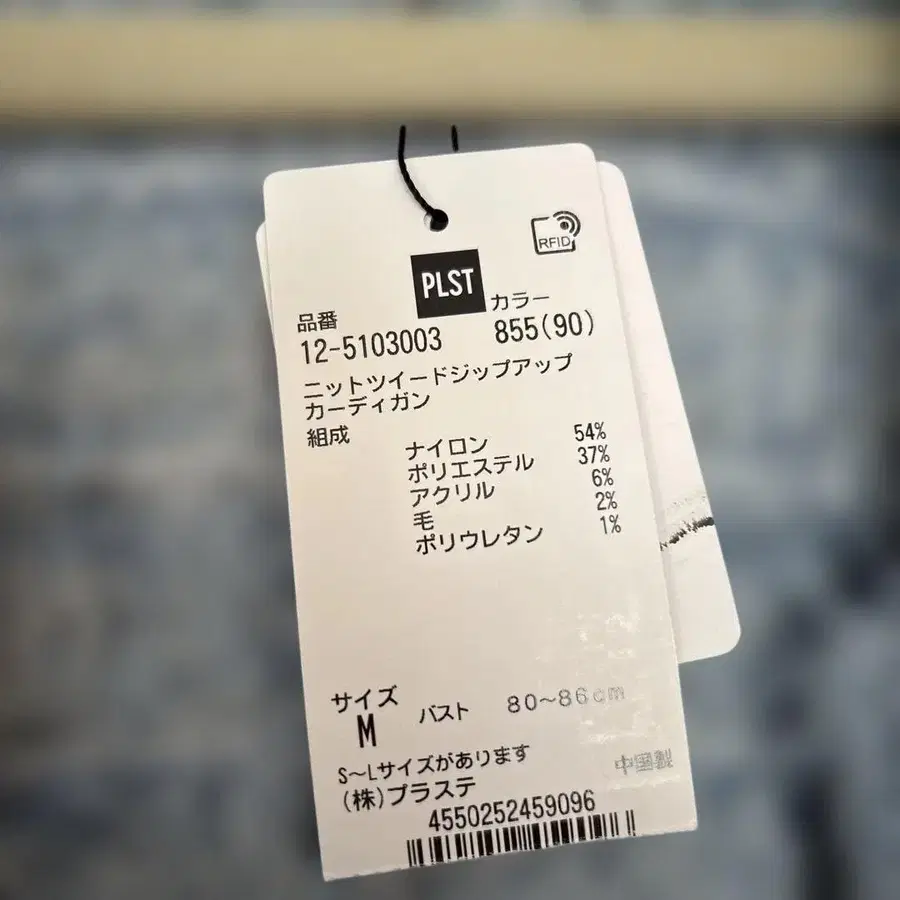 RFID
PLST
品番
カラー
12-5103003
855(90)
ニットツイードジップアップ
カーディガン
組成
ナイロン 54%
ポリエステル 37%
アクリル 6%
毛 2%
ポリウレタン 1%
サイズ
M
バスト 80~86cm
S~Lサイズがあります
中国製
(株)プラステ
4550252459096